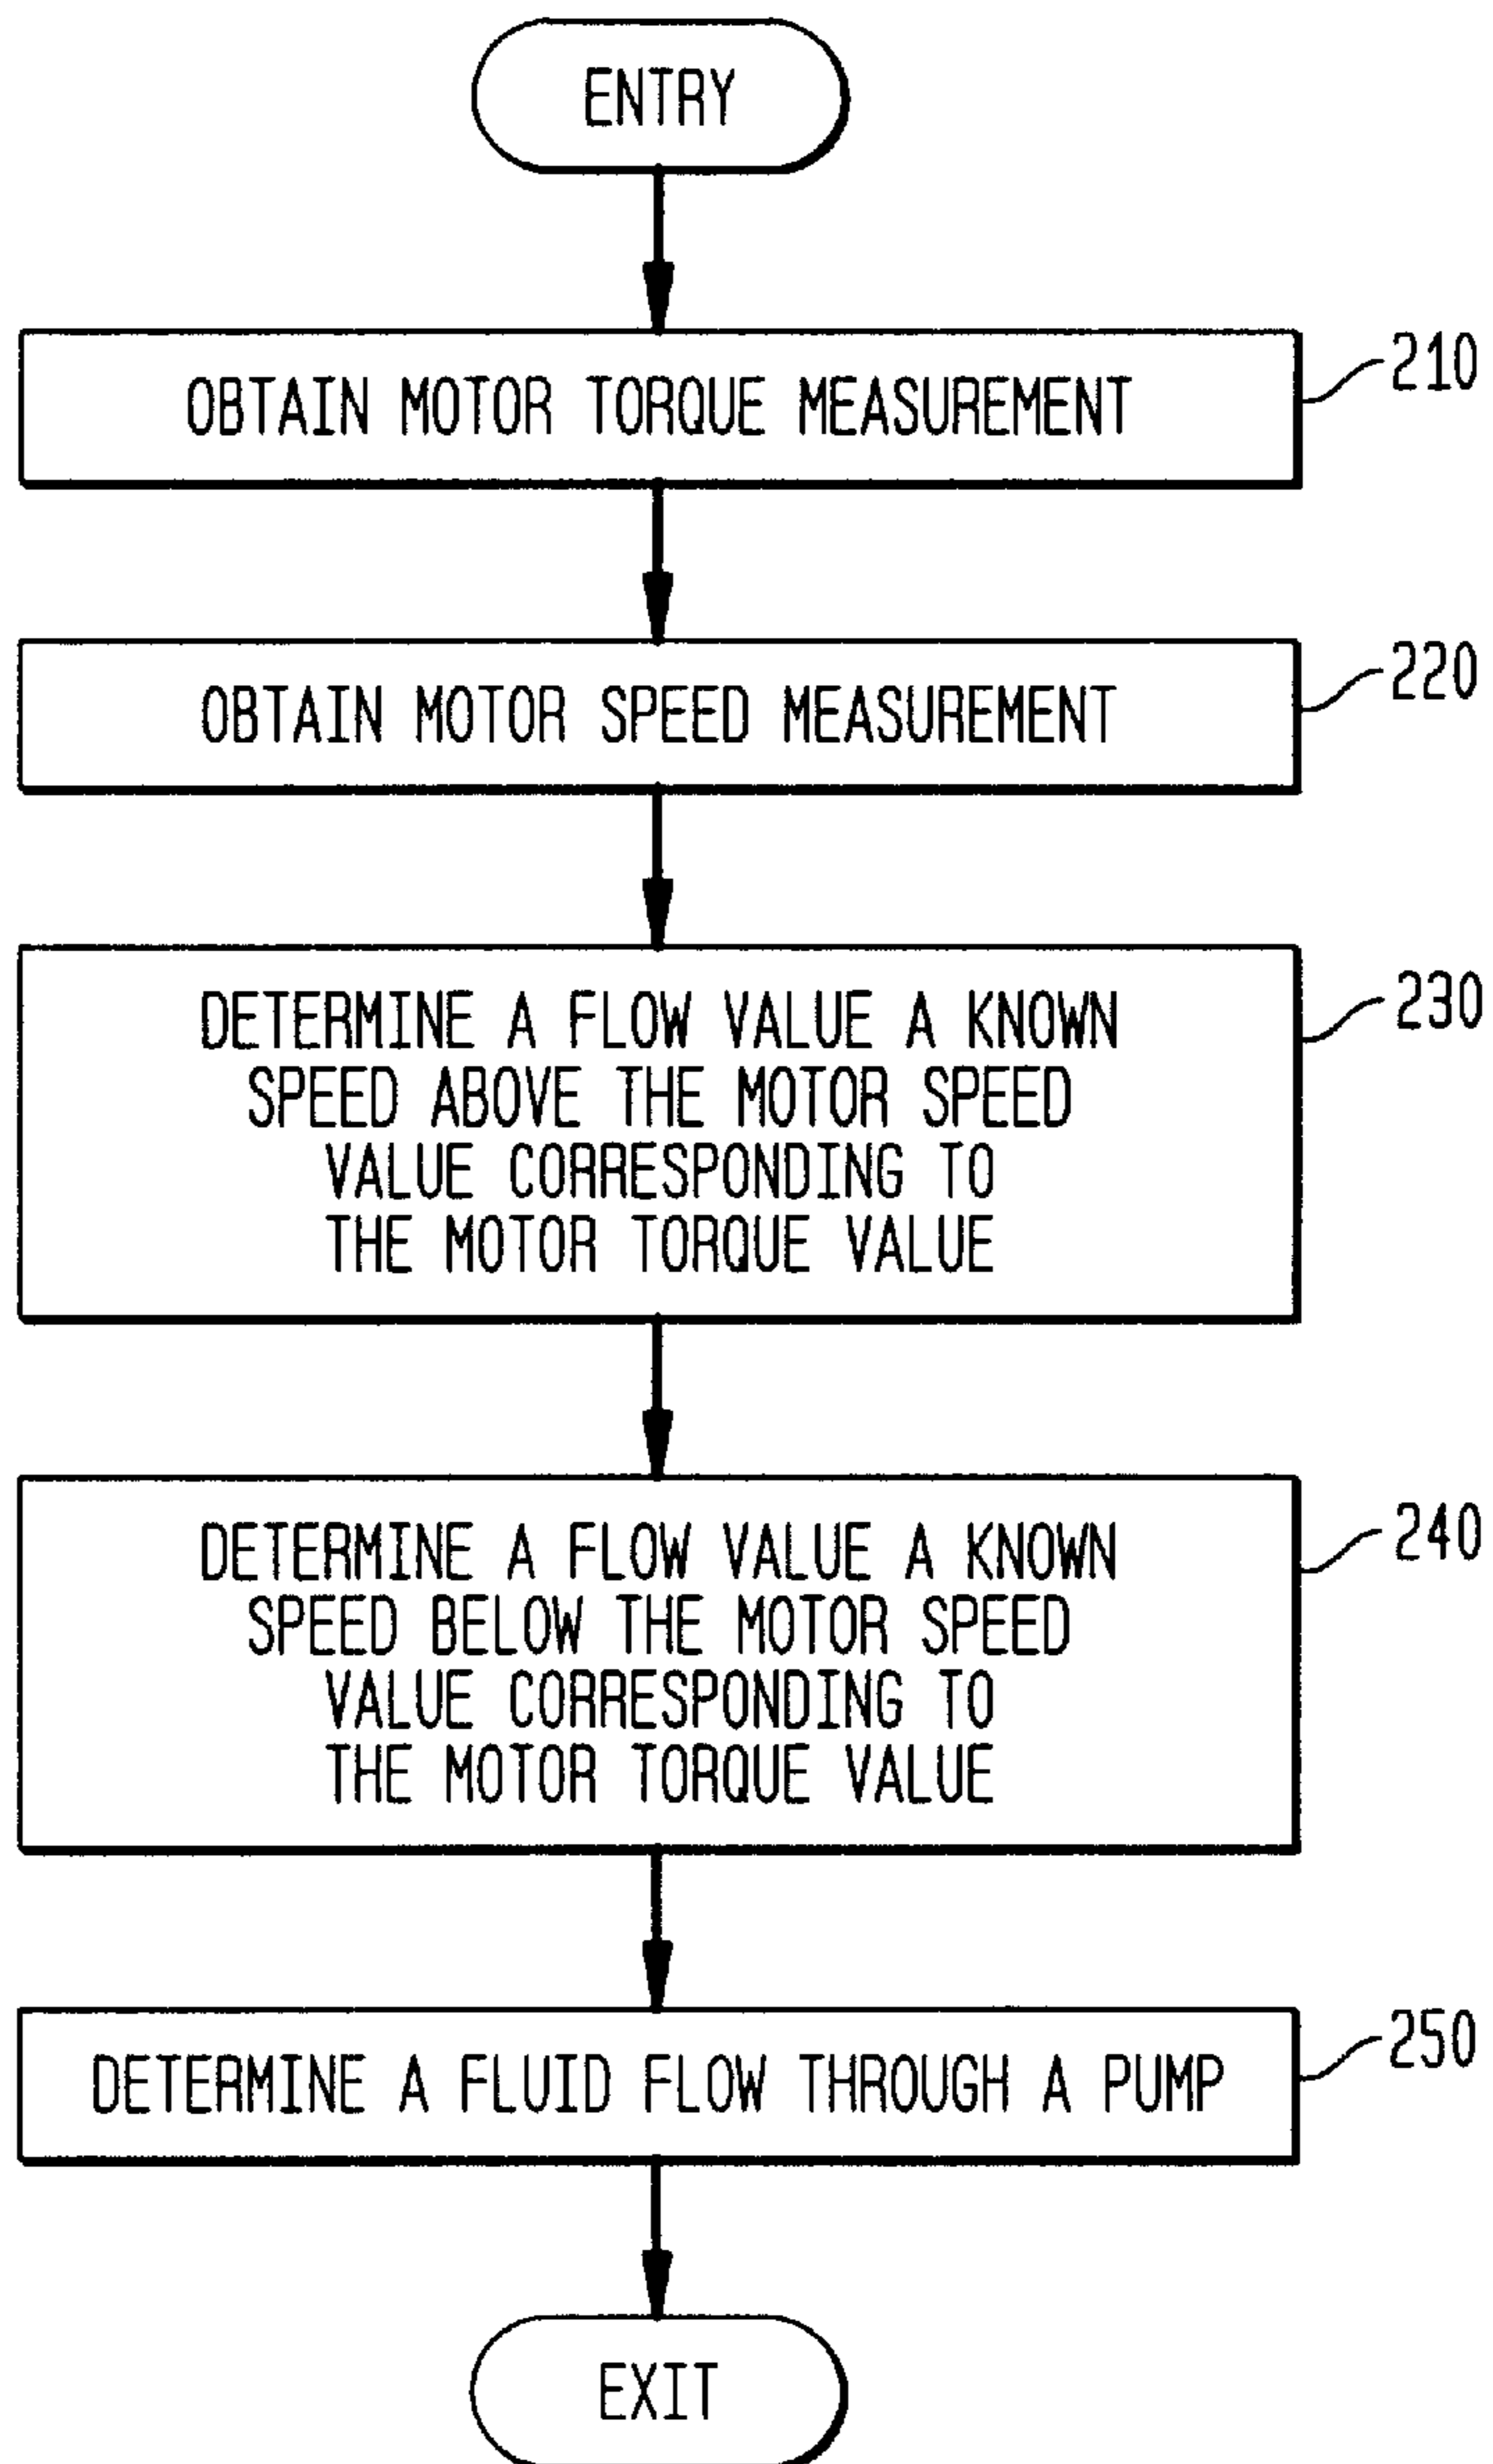 ENTRY
OBTAIN MOTOR TORQUE MEASUREMENT
210
OBTAIN MOTOR SPEED MEASUREMENT
220
DETERMINE A FLOW VALUE A KNOWN
SPEED ABOVE THE MOTOR SPEED
VALUE CORRESPONDING TO
THE MOTOR TORQUE VALUE
230
DETERMINE A FLOW VALUE A KNOWN
SPEED BELOW THE MOTOR SPEED
VALUE CORRESPONDING TO
THE MOTOR TORQUE VALUE
240
DETERMINE A FLUID FLOW THROUGH A PUMP
250
EXIT